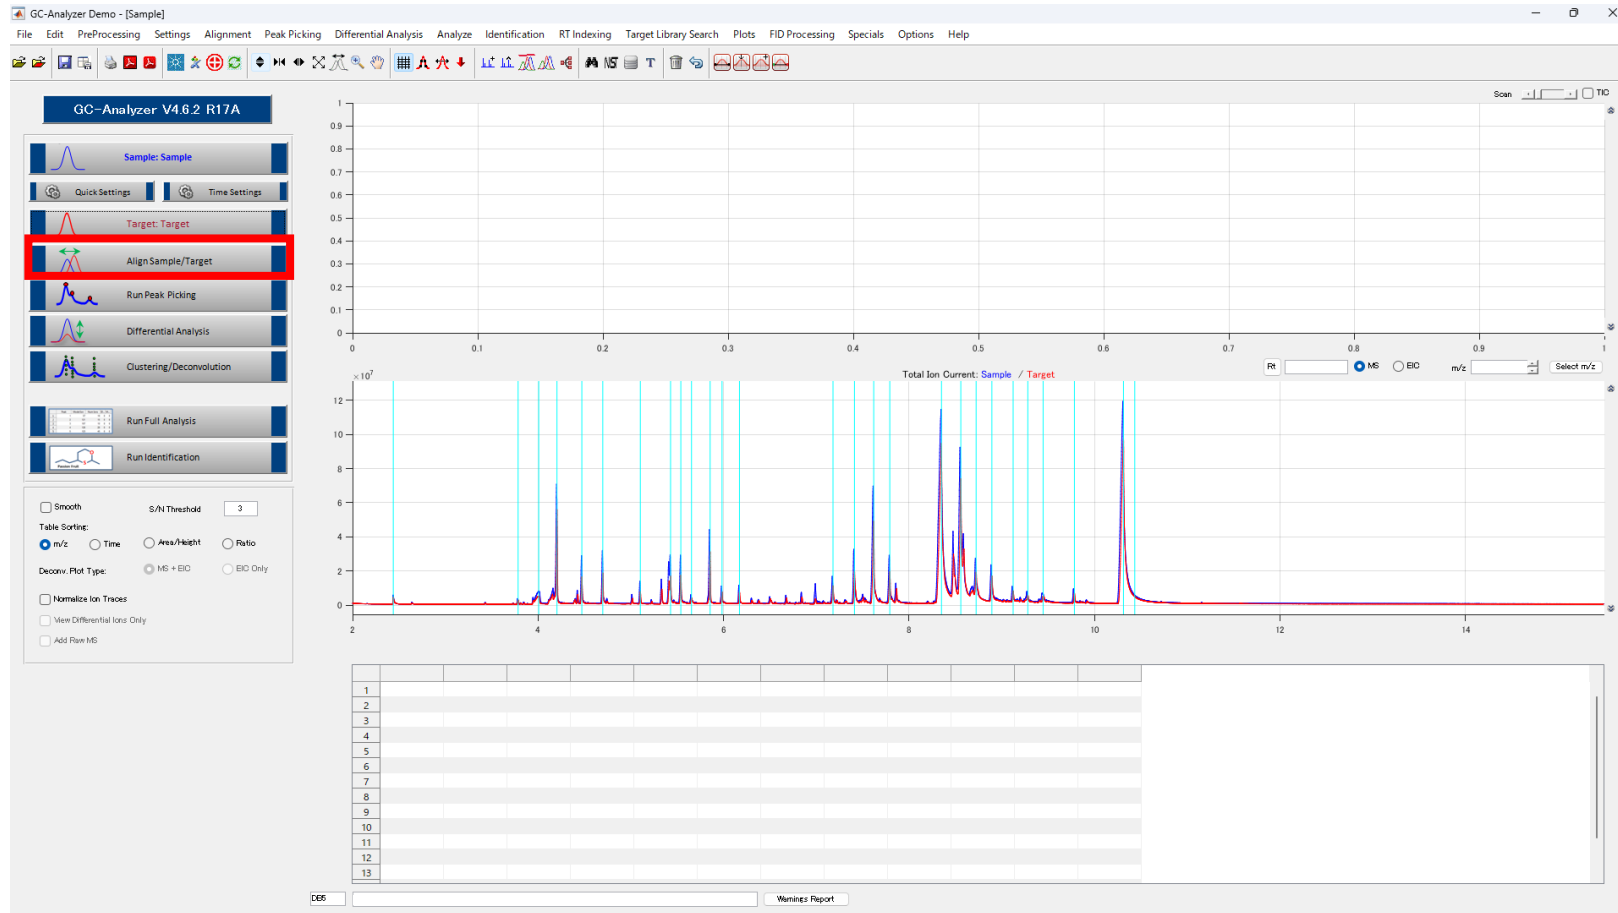 GC-Analyzer Demo - [Sample]
File Edit PreProcessing Settings Alignment Peak Picking Differential Analysis Analyze Identification RT Indexing Target Library Search Plots FID Processing Specials Options Help
NS T
GC-Analyzer V4.6.2 R17A
Scan TIC
Sample: Sample
Quick Settings Time Settings
Target: Target
Align Sample/Target
Run Peak Picking
Differential Analysis
Clustering/Deconvolution
Run Full Analysis
Run Identification
Smooth S/N Threshold 3
Table Sorting:
m/z Time Area/Height Ratio
Deconv. Plot Type: MS + EIC EIC Only
Normalize Ion Traces
View Differential Ions Only
Add Raw MS
1
0.9
0.8
0.7
0.6
0.5
0.4
0.3
0.2
0.1
0
0 0.1 0.2 0.3 0.4 0.5 0.6 0.7 0.8 0.9 1
Rt MS EIC m/z Select m/z
×10⁷ Total Ion Current: Sample / Target
12
10
8
6
4
2
0
2 4 6 8 10 12 14
1
2
3
4
5
6
7
8
9
10
11
12
13
DB5 Warnings Report